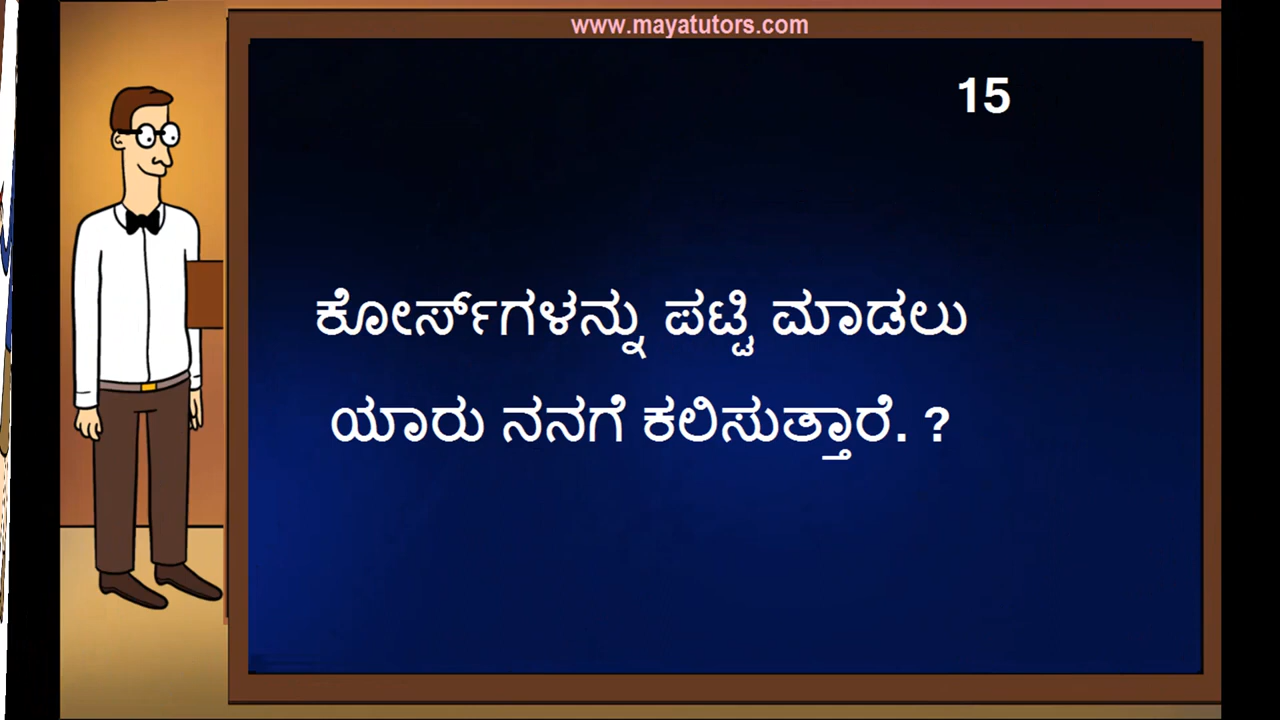 www.mayatutors.com
15
ಕೋರ್ಸ್‌ಗಳನ್ನು ಪಟ್ಟಿ ಮಾಡಲು
ಯಾರು ನನಗೆ ಕಲಿಸುತ್ತಾರೆ. ?